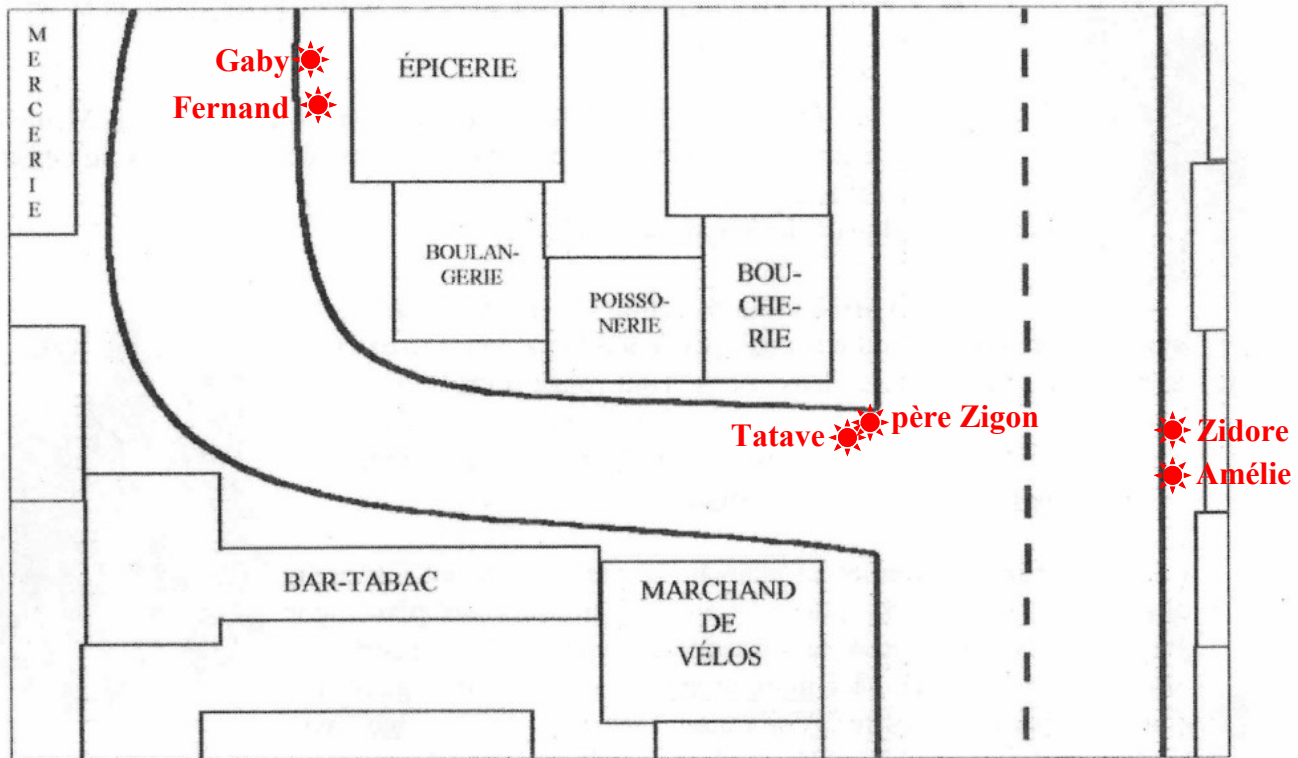 MERCERIE
Gaby
Fernand
ÉPICERIE
BOULAN-
GERIE
POISSO-
NERIE
BOU-
CHE-
RIE
Tatave
père Zigon
Zidore
Amélie
BAR-TABAC
MARCHAND
DE
VÉLOS